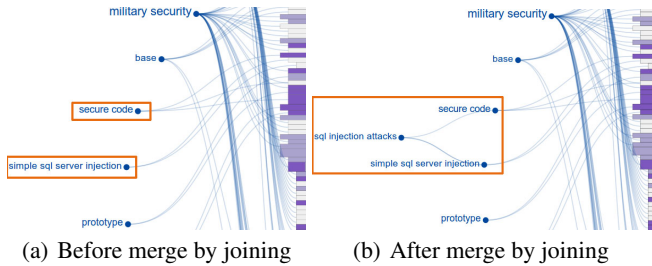 military security
base
secure code
simple sql server injection
prototype
(a) Before merge by joining
military security
base
secure code
sql injection attacks
simple sql server injection
prototype
(b) After merge by joining